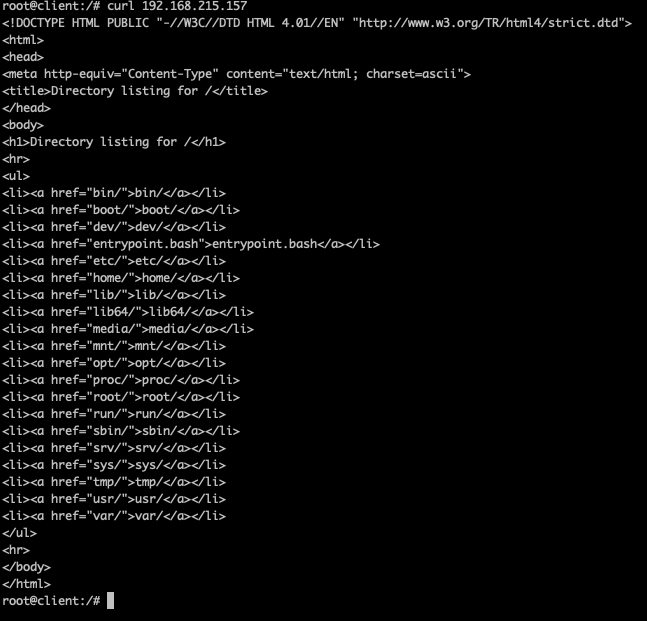 root@client:/# curl 192.168.215.157
<!DOCTYPE HTML PUBLIC "-//W3C//DTD HTML 4.01//EN" "http://www.w3.org/TR/html4/strict.dtd">
<html>
<head>
<meta http-equiv="Content-Type" content="text/html; charset=ascii">
<title>Directory listing for /</title>
</head>
<body>
<h1>Directory listing for /</h1>
<hr>
<ul>
<li><a href="bin/">bin/</a></li>
<li><a href="boot/">boot/</a></li>
<li><a href="dev/">dev/</a></li>
<li><a href="entrypoint.bash">entrypoint.bash</a></li>
<li><a href="etc/">etc/</a></li>
<li><a href="home/">home/</a></li>
<li><a href="lib/">lib/</a></li>
<li><a href="lib64/">lib64/</a></li>
<li><a href="media/">media/</a></li>
<li><a href="mnt/">mnt/</a></li>
<li><a href="opt/">opt/</a></li>
<li><a href="proc/">proc/</a></li>
<li><a href="root/">root/</a></li>
<li><a href="run/">run/</a></li>
<li><a href="sbin/">sbin/</a></li>
<li><a href="srv/">srv/</a></li>
<li><a href="sys/">sys/</a></li>
<li><a href="tmp/">tmp/</a></li>
<li><a href="usr/">usr/</a></li>
<li><a href="var/">var/</a></li>
</ul>
<hr>
</body>
</html>
root@client:/#